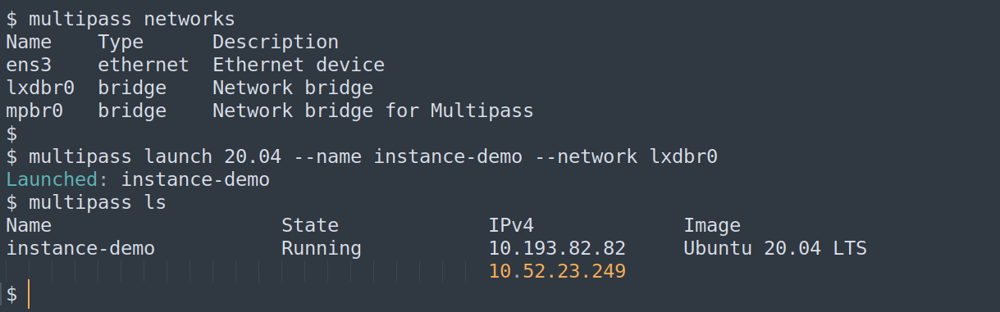 $ multipass networks
Name    Type      Description
ens3    ethernet  Ethernet device
lxdbr0  bridge    Network bridge
mpbr0   bridge    Network bridge for Multipass
$
$ multipass launch 20.04 --name instance-demo --network lxdbr0
Launched: instance-demo
$ multipass ls
Name                    State             IPv4             Image
instance-demo           Running           10.193.82.82     Ubuntu 20.04 LTS
                                          10.52.23.249
$